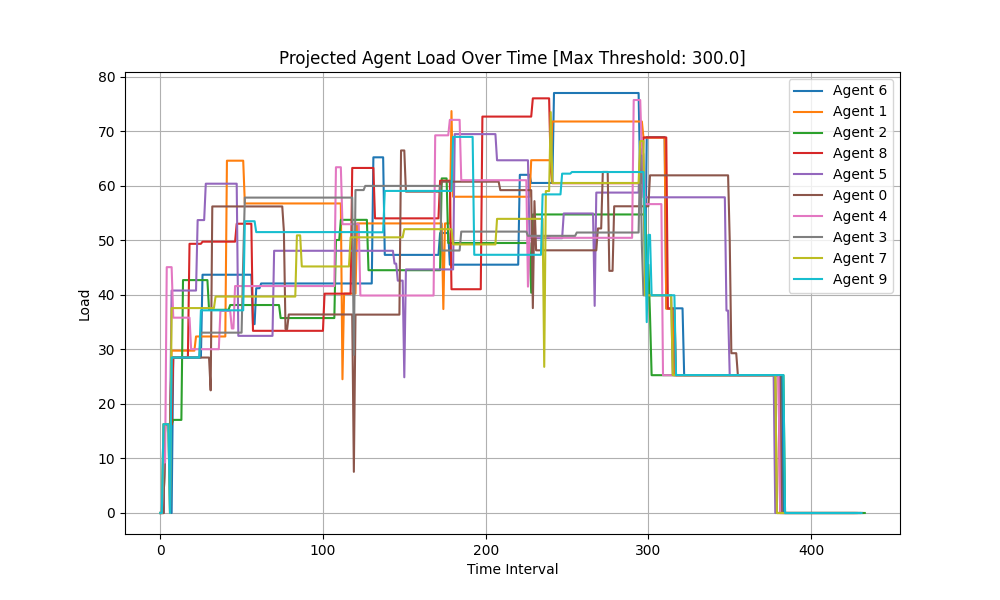 Projected Agent Load Over Time [Max Threshold: 300.0]
80
70
60
50
40
30
20
10
0
Load
0
100
200
300
400
Time Interval
Agent 6
Agent 1
Agent 2
Agent 8
Agent 5
Agent 0
Agent 4
Agent 3
Agent 7
Agent 9